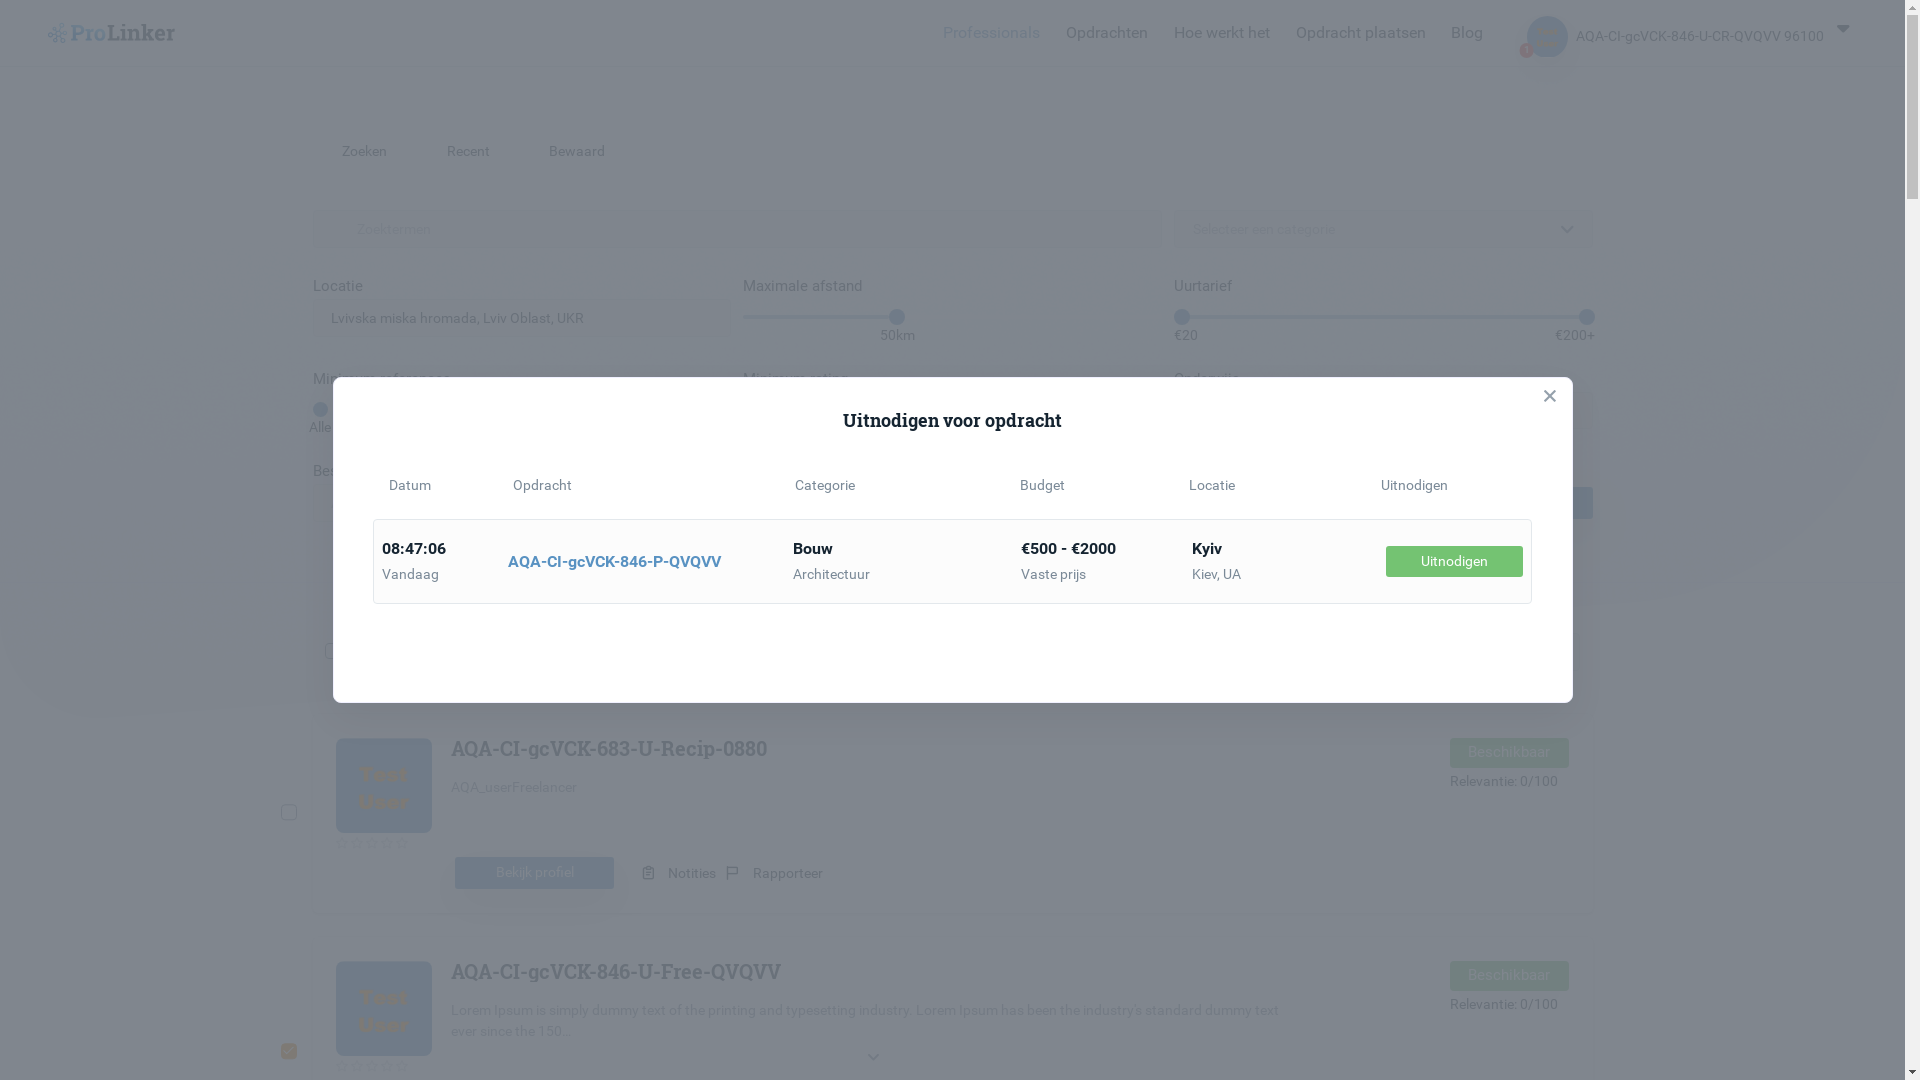 ProLinker
Professionals Opdrachten Hoe werkt het Opdracht plaatsen Blog
1
AQA-CI-gcVCK-846-U-CR-QVQVV 96100
Zoeken Recent Bewaard
Zoektermen Selecteer een categorie
Locatie Maximale afstand Uurtarief
Lvivska miska hromada, Lviv Oblast, UKR
50km €20 €200+
Alle
Uitnodigen voor opdracht
Datum Opdracht Categorie Budget Locatie Uitnodigen
08:47:06 Bouw €500 - €2000 Kyiv
AQA-CI-gcVCK-846-P-QVQVV Uitnodigen
Vandaag Architectuur Vaste prijs Kiev, UA
AQA-CI-gcVCK-683-U-Recip-0880 Beschikbaar
Test
User
AQA_userFreelancer Relevantie: 0/100
Bekijk profiel Notities Rapporteer
AQA-CI-gcVCK-846-U-Free-QVQVV Beschikbaar
Test
User
Lorem Ipsum is simply dummy text of the printing and typesetting industry. Lorem Ipsum has been the industry's standard dummy text Relevantie: 0/100
ever since the 150...